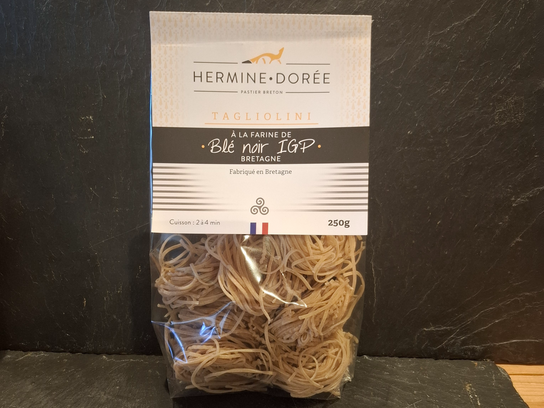 HERMINE•DORÉE
PASTIER BRETON
TAGLIOLINI
À LA FARINE DE
• Blé noir IGP •
BRETAGNE
Fabriqué en Bretagne
Cuisson : 2 à 4 min
250g